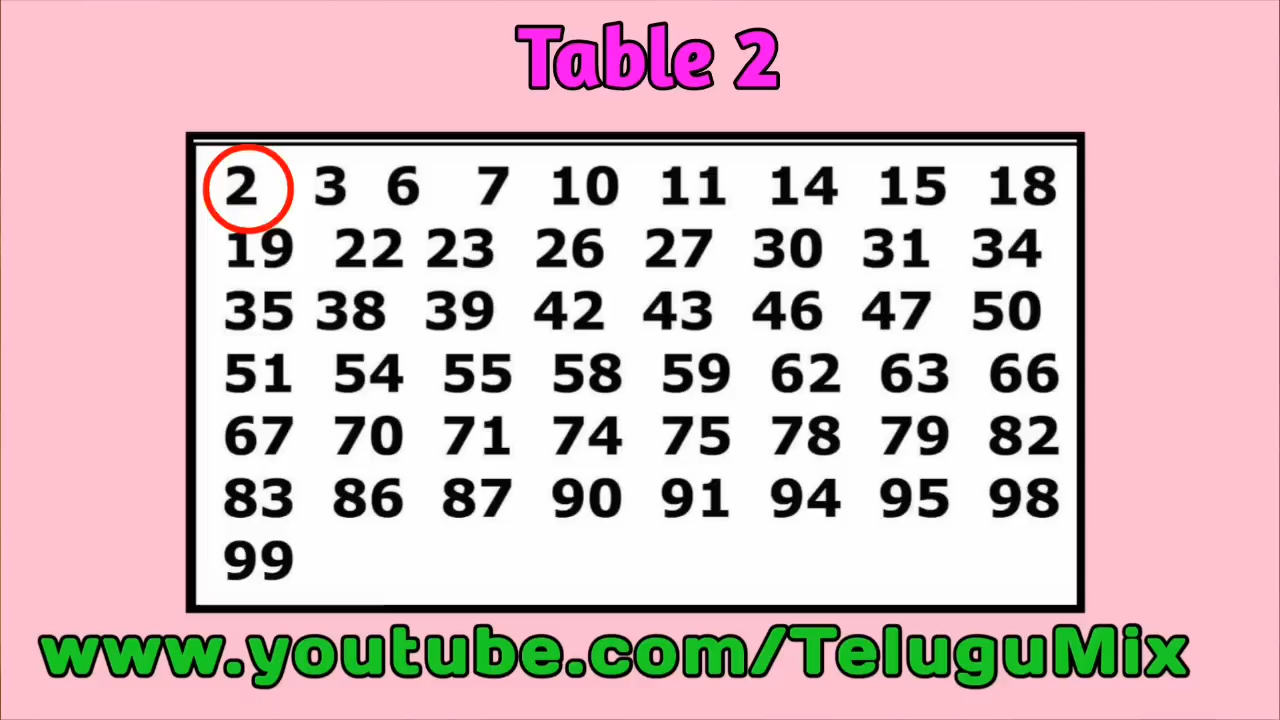 Table 2
2 3 6 7 10 11 14 15 18
19 22 23 26 27 30 31 34
35 38 39 42 43 46 47 50
51 54 55 58 59 62 63 66
67 70 71 74 75 78 79 82
83 86 87 90 91 94 95 98
99
www.youtube.com/TeluguMix